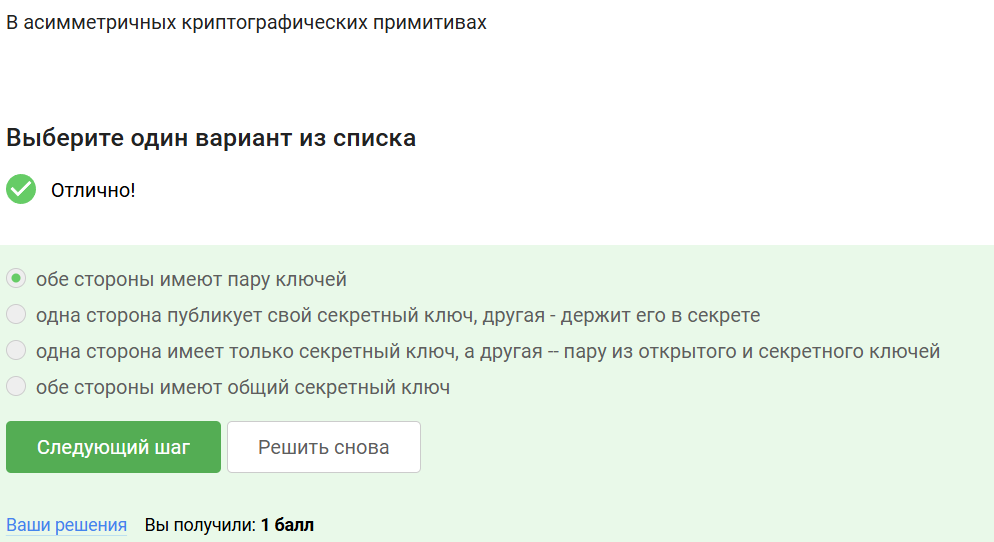 В асимметричных криптографических примитивах
Выберите один вариант из списка
Отлично!
обе стороны имеют пару ключей
одна сторона публикует свой секретный ключ, другая - держит его в секрете
одна сторона имеет только секретный ключ, а другая -- пару из открытого и секретного ключей
обе стороны имеют общий секретный ключ
Следующий шаг Решить снова
Ваши решения Вы получили: 1 балл